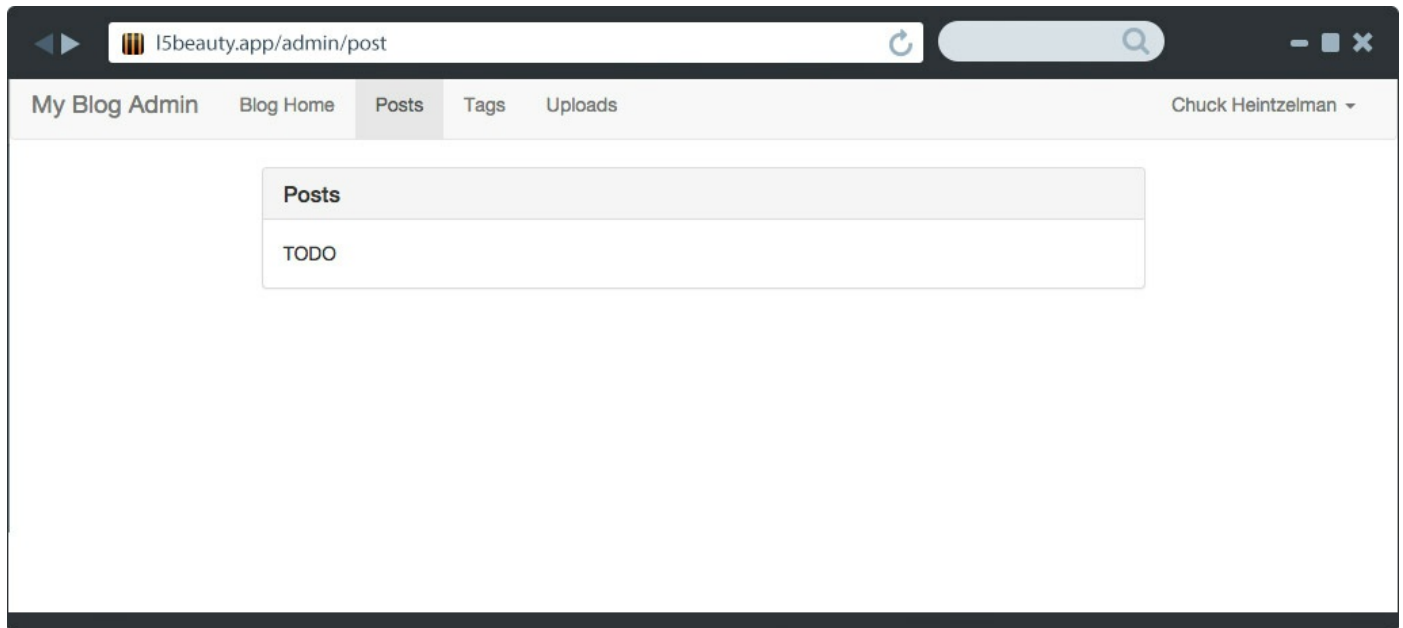 l5beauty.app/admin/post
My Blog Admin Blog Home Posts Tags Uploads Chuck Heintzelman
Posts
TODO